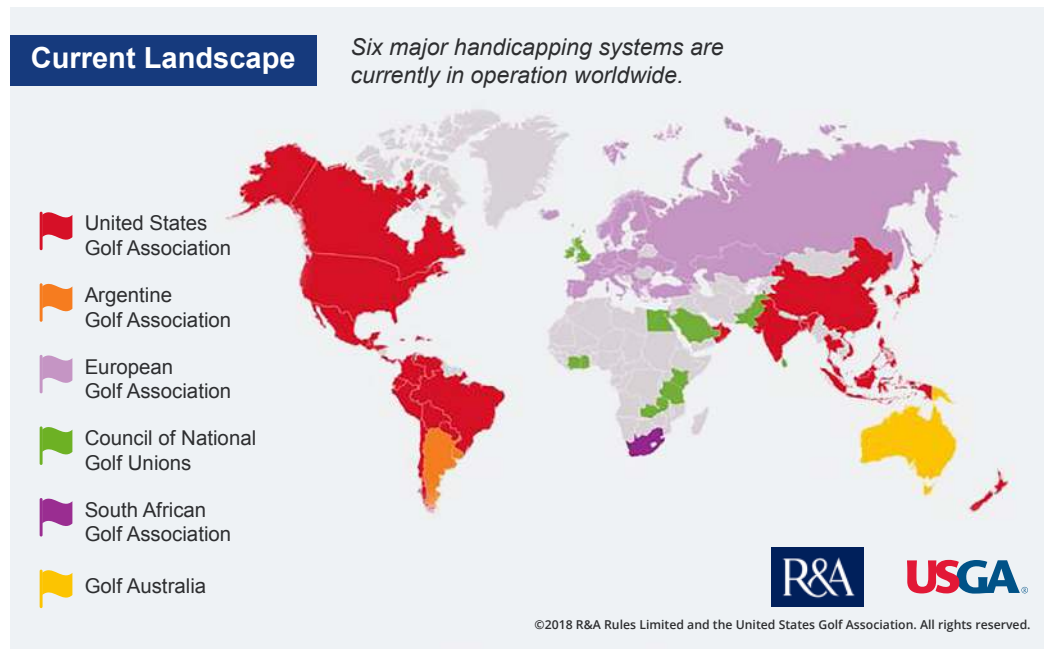 Current Landscape
Six major handicapping systems are
currently in operation worldwide.
United States
Golf Association
Argentine
Golf Association
European
Golf Association
Council of National
Golf Unions
South African
Golf Association
Golf Australia
R&A
USGA®
©2018 R&A Rules Limited and the United States Golf Association. All rights reserved.